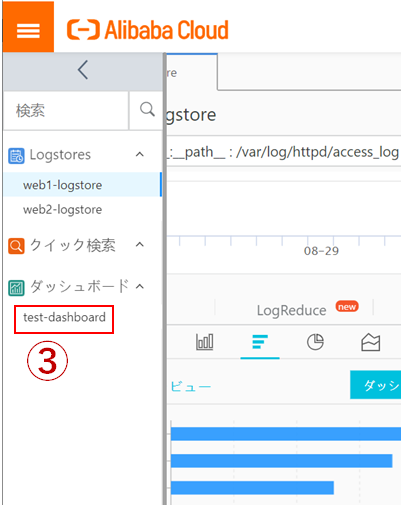 Alibaba Cloud
re
検索
gstore
Logstores
_:__path__ : /var/log/httpd/access_log
web1-logstore
web2-logstore
クイック検索
08-29
ダッシュボード
test-dashboard
LogReduce new
③
ビュー
ダッシ